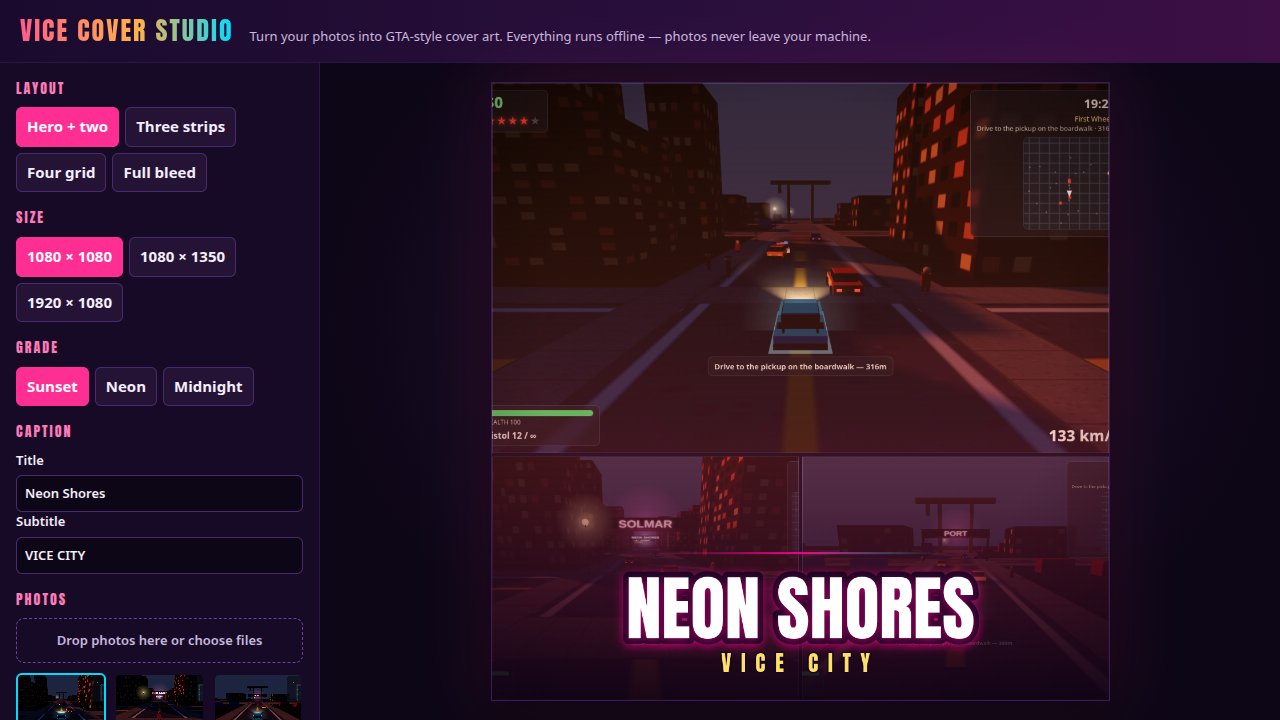 VICE COVER STUDIO
Turn your photos into GTA-style cover art. Everything runs offline — photos never leave your machine.
LAYOUT
Hero + two
Three strips
Four grid
Full bleed
SIZE
1080 × 1080
1080 × 1350
1920 × 1080
GRADE
Sunset
Neon
Midnight
CAPTION
Title
Neon Shores
Subtitle
VICE CITY
PHOTOS
Drop photos here or choose files
19:2
First Whee
Drive to the pickup on the boardwalk · 316
Drive to the pickup on the boardwalk — 316m
ALTH 100
istol 12 / ∞
133 km/
SOLMAR
NEON SHORES
PORT
NEON SHORES
VICE CITY